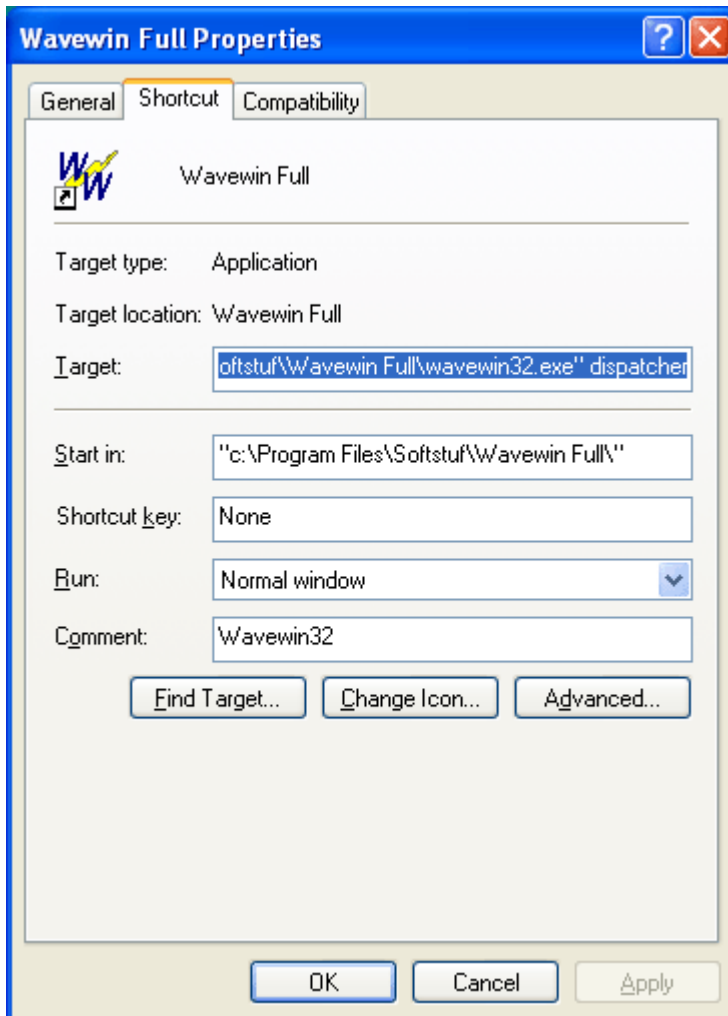 Wavewin Full Properties
General Shortcut Compatibility
WW
Wavewin Full
Target type: Application
Target location: Wavewin Full
Target: oftstuf\Wavewin Full\wavewin32.exe" dispatcher
Start in: "c:\Program Files\Softstuf\Wavewin Full\"
Shortcut key: None
Run: Normal window
Comment: Wavewin32
Find Target... Change Icon... Advanced...
OK Cancel Apply